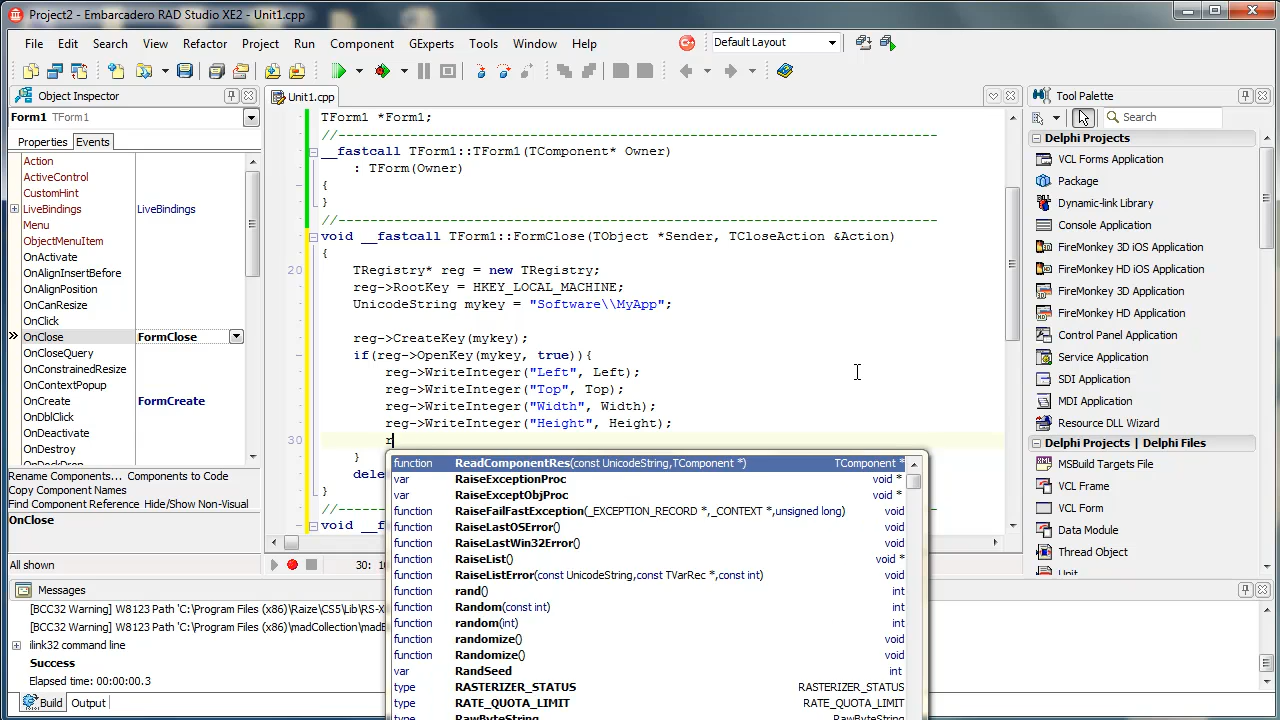 Project2 - Embarcadero RAD Studio XE2 - Unit1.cpp
File Edit Search View Refactor Project Run Component GExperts Tools Window Help
Default Layout
Object Inspector
Form1 TForm1
Properties Events
Action
ActiveControl
CustomHint
LiveBindings LiveBindings
Menu
ObjectMenuItem
OnActivate
OnAlignInsertBefore
OnAlignPosition
OnCanResize
OnClick
OnClose FormClose
OnCloseQuery
OnConstrainedResize
OnContextPopup
OnCreate FormCreate
OnDblClick
OnDeactivate
OnDestroy
Rename Components... Components to Code
Copy Component Names
Find Component Reference Hide/Show Non-Visual
OnClose
All shown
Unit1.cpp
TForm1 *Form1;
//---------------------------------------------------------------------------
__fastcall TForm1::TForm1(TComponent* Owner)
: TForm(Owner)
{
}
//---------------------------------------------------------------------------
void __fastcall TForm1::FormClose(TObject *Sender, TCloseAction &Action)
{
20 TRegistry* reg = new TRegistry;
reg->RootKey = HKEY_LOCAL_MACHINE;
UnicodeString mykey = "Software\\MyApp";
reg->CreateKey(mykey);
if(reg->OpenKey(mykey, true)){
reg->WriteInteger("Left", Left);
reg->WriteInteger("Top", Top);
reg->WriteInteger("Width", Width);
reg->WriteInteger("Height", Height);
30 r
}
dele
}
//---
void __f
30: 1
function ReadComponentRes(const UnicodeString,TComponent *) TComponent *
var RaiseExceptionProc void *
var RaiseExceptObjProc void *
function RaiseFailFastException(_EXCEPTION_RECORD *,_CONTEXT *,unsigned long) void
function RaiseLastOSError() void
function RaiseLastWin32Error() void
function RaiseList() void *
function RaiseListError(const UnicodeString,const TVarRec *,const int) void
function rand() int
function Random(const int) int
function random(int) int
function randomize() void
function Randomize() void
var RandSeed int
type RASTERIZER_STATUS RASTERIZER_STATUS
type RATE_QUOTA_LIMIT RATE_QUOTA_LIMIT
type RawByteString RawByteString
Tool Palette
Search
Delphi Projects
VCL Forms Application
Package
Dynamic-link Library
Console Application
FireMonkey 3D iOS Application
FireMonkey HD iOS Application
FireMonkey 3D Application
FireMonkey HD Application
Control Panel Application
Service Application
SDI Application
MDI Application
Resource DLL Wizard
Delphi Projects | Delphi Files
MSBuild Targets File
VCL Frame
VCL Form
Data Module
Thread Object
Unit
Messages
[BCC32 Warning] W8123 Path 'C:\Program Files (x86)\Raize\CS5\Lib\RS-X
[BCC32 Warning] W8123 Path 'C:\Program Files (x86)\madCollection\madB
ilink32 command line
Success
Elapsed time: 00:00:00.3
Build Output